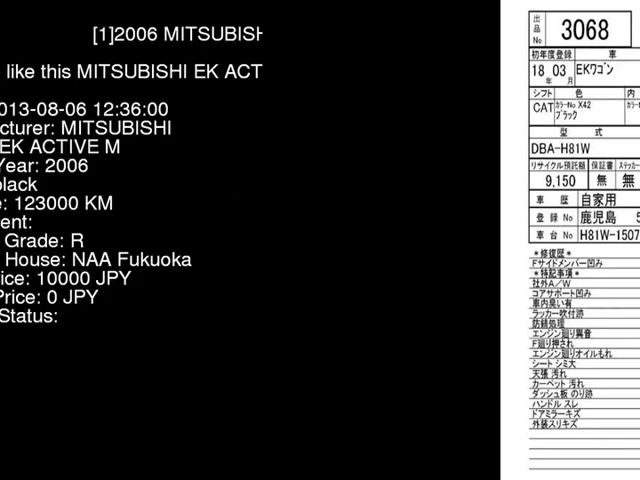 [1]2006 MITSUBISH
like this MITSUBISHI EK ACT
013-08-06 12:36:00
cturer: MITSUBISHI
EK ACTIVE M
Year: 2006
black
e: 123000 KM
ent:
Grade: R
House: NAA Fukuoka
rice: 10000 JPY
Price: 0 JPY
Status:
出品No 3068
初年度登録 車
18年 03月 EKワゴン
シフト 色 内
CAT カラーNo X42 カラー
ブラック
型 式
DBA-H81W
リサイクル預託額 保証書 ステッカー
9,150 無 無
車 歴 自家用
登 録 No 鹿児島 5
車 台 No H81W-1507
*修復歴*
Fサイドメンバー凹み
*特記事項*
社外A/W
コアサポート凹み
車内臭い有
ラッカー吹付跡
防錆処理
エンジン廻り異音
F廻り押され
エンジン廻りオイルもれ
シート シミ大
天張 汚れ
カーペット 汚れ
ダッシュ板 のり跡
ハンドル スレ
ドアミラーキズ
外装スリキズ